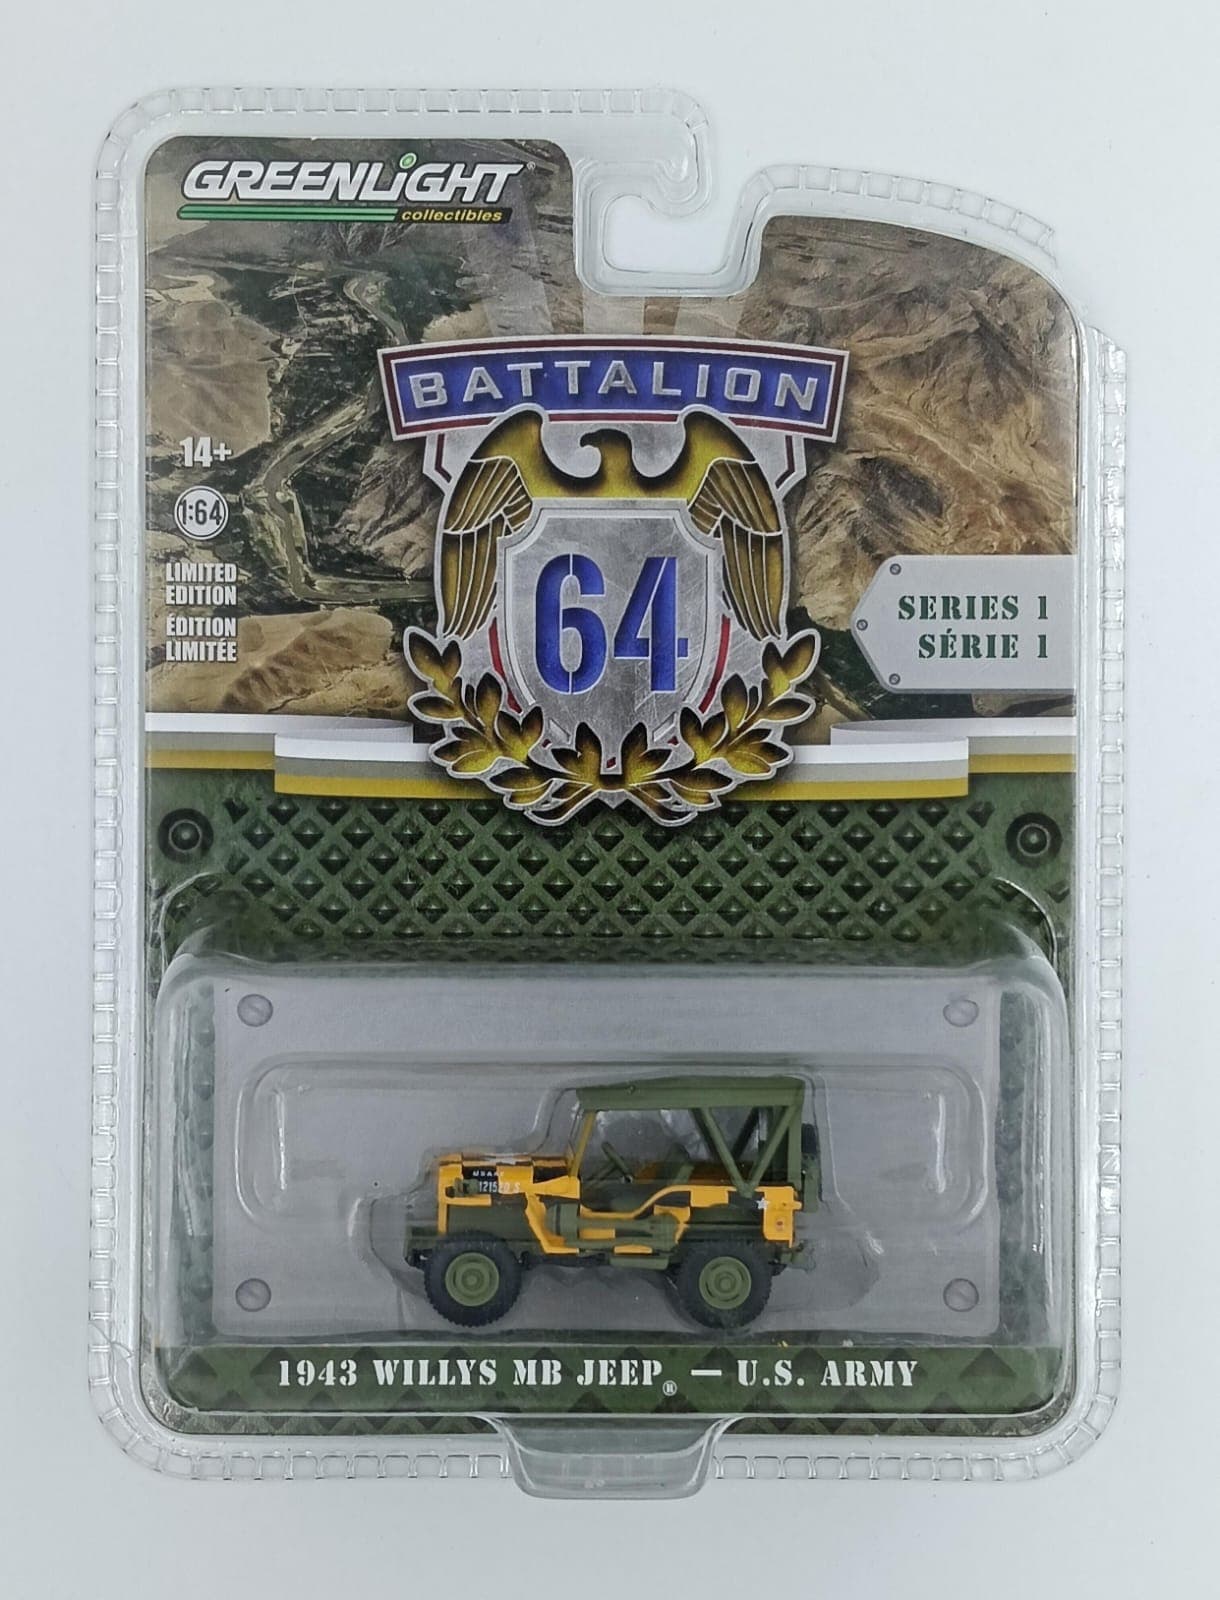 GREENLiGHT®
collectibles
BATTALION
14+
1:64
LIMITED
EDITION
ÉDITION
LIMITÉE
64
SERIES 1
SÉRIE 1
1943 WILLYS MB JEEP® — U.S. ARMY